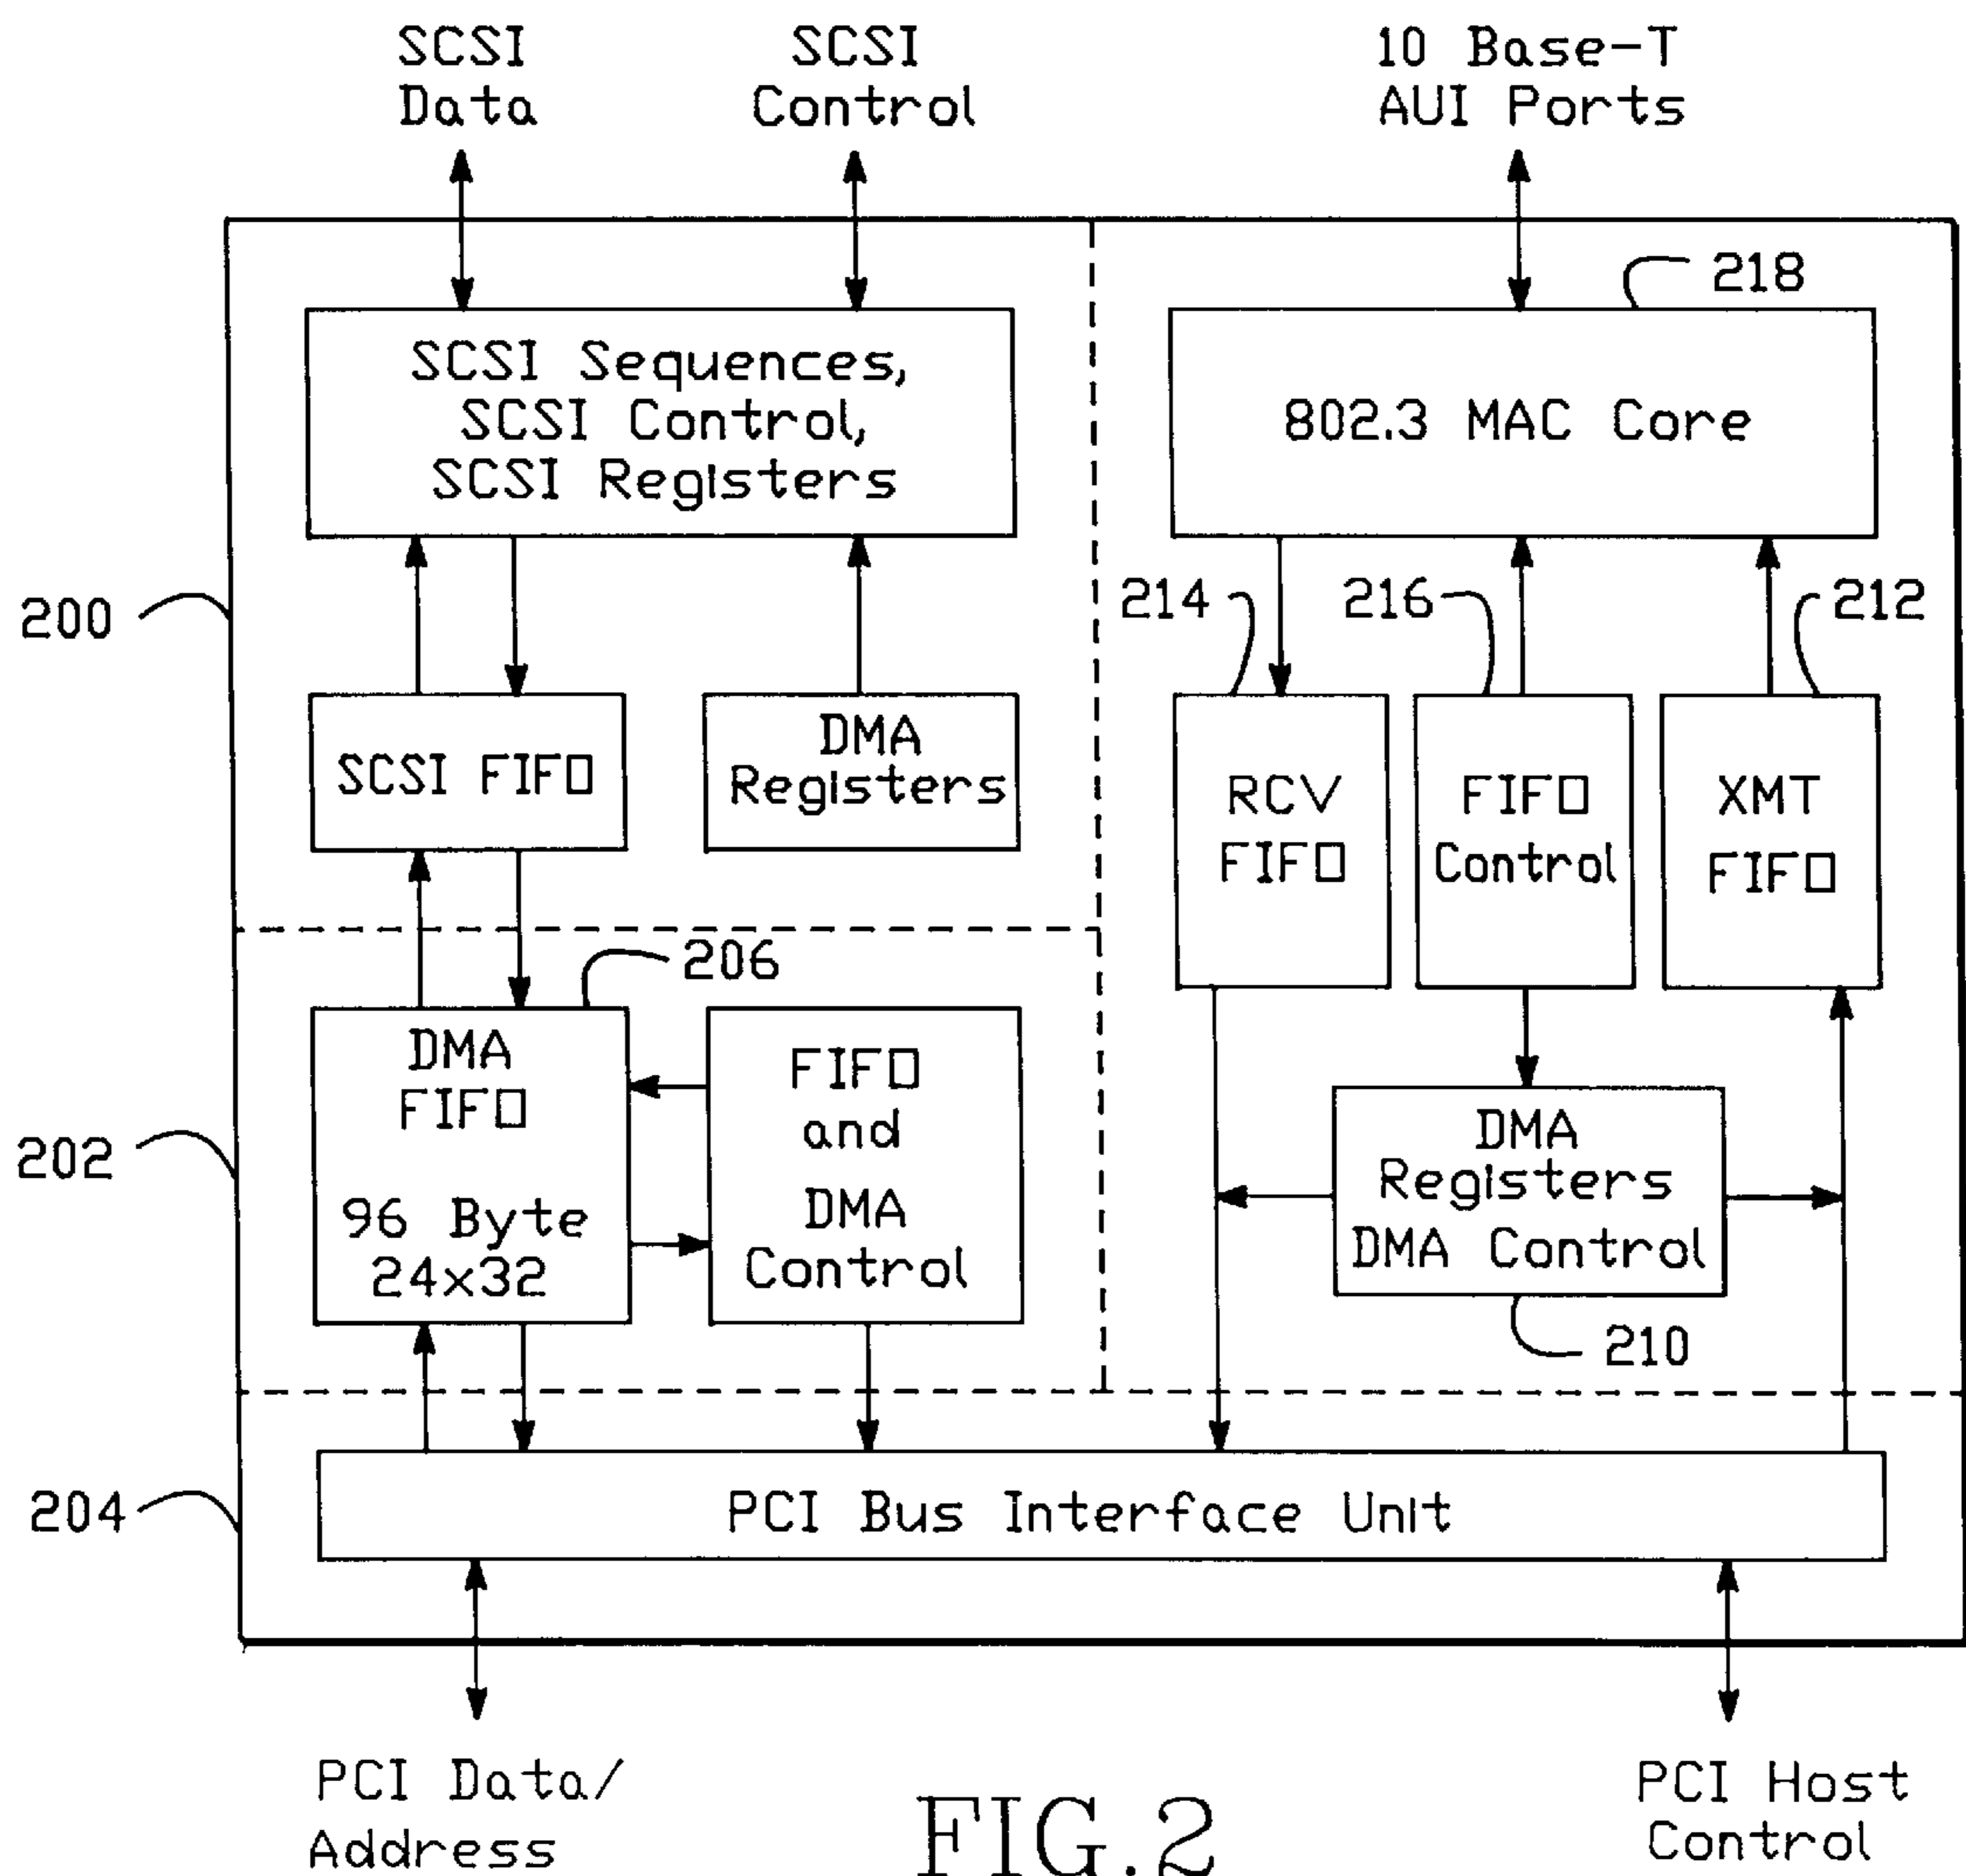 SCSI
Data
SCSI
Control
10 Base-T
AUI Ports
218
SCSI Sequences,
SCSI Control,
SCSI Registers
802.3 MAC Core
200
214
216
212
SCSI FIFO
DMA
Registers
RCV
FIFO
FIFO
Control
XMT
FIFO
206
202
DMA
FIFO
96 Byte
24x32
FIFO
and
DMA
Control
DMA
Registers
DMA Control
210
204
PCI Bus Interface Unit
PCI Data/
Address
PCI Host
Control
FIG.2